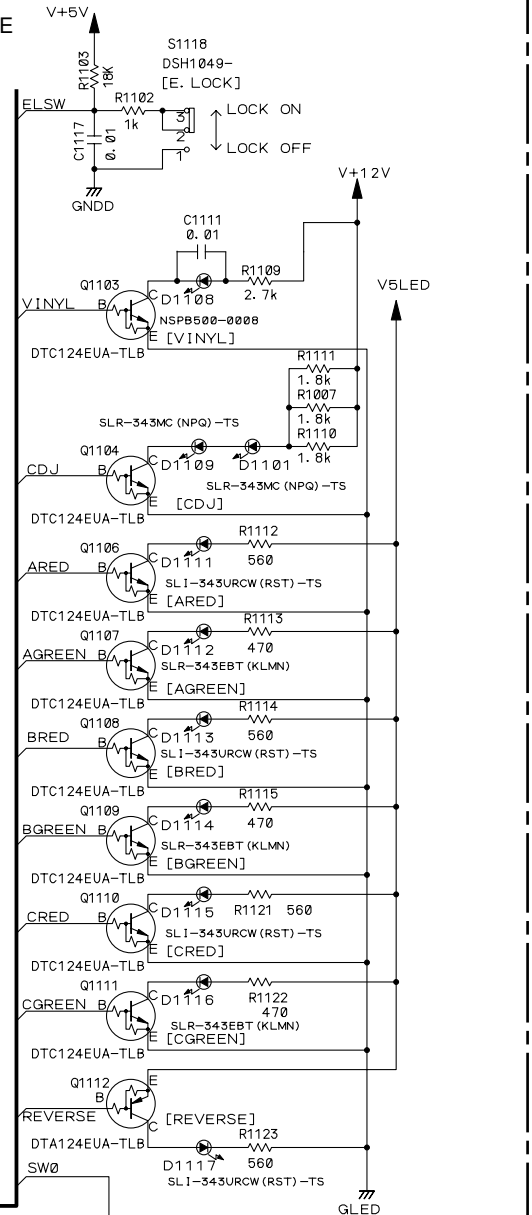 E
V+5V
R1103
18K
S1118
DSH1049-
[E. LOCK]
ELSW
R1102
1k
3
2
1
LOCK ON
LOCK OFF
C1117
0.01
GNDD
V+12V
C1111
0.01
R1109
2.7k
V5LED
Q1103
VINYL B
C
D1108
NSPB500-0008
E [VINYL]
DTC124EUA-TLB
R1111
1.8k
R1007
1.8k
R1110
1.8k
SLR-343MC(NPQ)-TS
Q1104
CDJ B
C
D1109
D1101
SLR-343MC(NPQ)-TS
E
[CDJ]
DTC124EUA-TLB
Q1106
R1112
560
ARED B
C
D1111
SLI-343URCW(RST)-TS
E [ARED]
DTC124EUA-TLB
Q1107
R1113
470
AGREEN B
C
D1112
SLR-343EBT(KLMN)
E [AGREEN]
DTC124EUA-TLB
Q1108
R1114
560
BRED B
C
D1113
SLI-343URCW(RST)-TS
E [BRED]
DTC124EUA-TLB
Q1109
R1115
470
BGREEN B
C
D1114
SLR-343EBT(KLMN)
E [BGREEN]
DTC124EUA-TLB
Q1110
CRED B
C
D1115
R1121 560
SLI-343URCW(RST)-TS
E [CRED]
DTC124EUA-TLB
Q1111
CGREEN B
C
D1116
R1122
470
SLR-343EBT(KLMN)
E [CGREEN]
DTC124EUA-TLB
Q1112
B
E
REVERSE
[REVERSE]
C
DTA124EUA-TLB
R1123
560
D1117
SLI-343URCW(RST)-TS
SW0
GLED